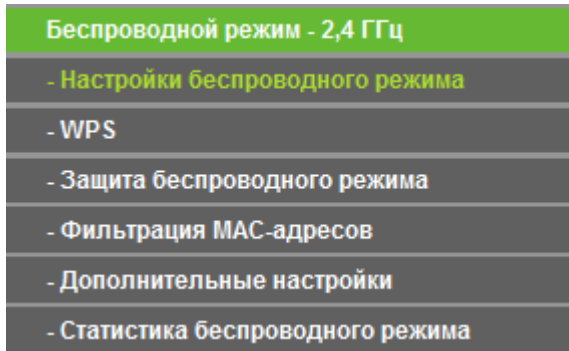 Беспроводной режим - 2,4 ГГц
- Настройки беспроводного режима
- WPS
- Защита беспроводного режима
- Фильтрация MAC-адресов
- Дополнительные настройки
- Статистика беспроводного режима